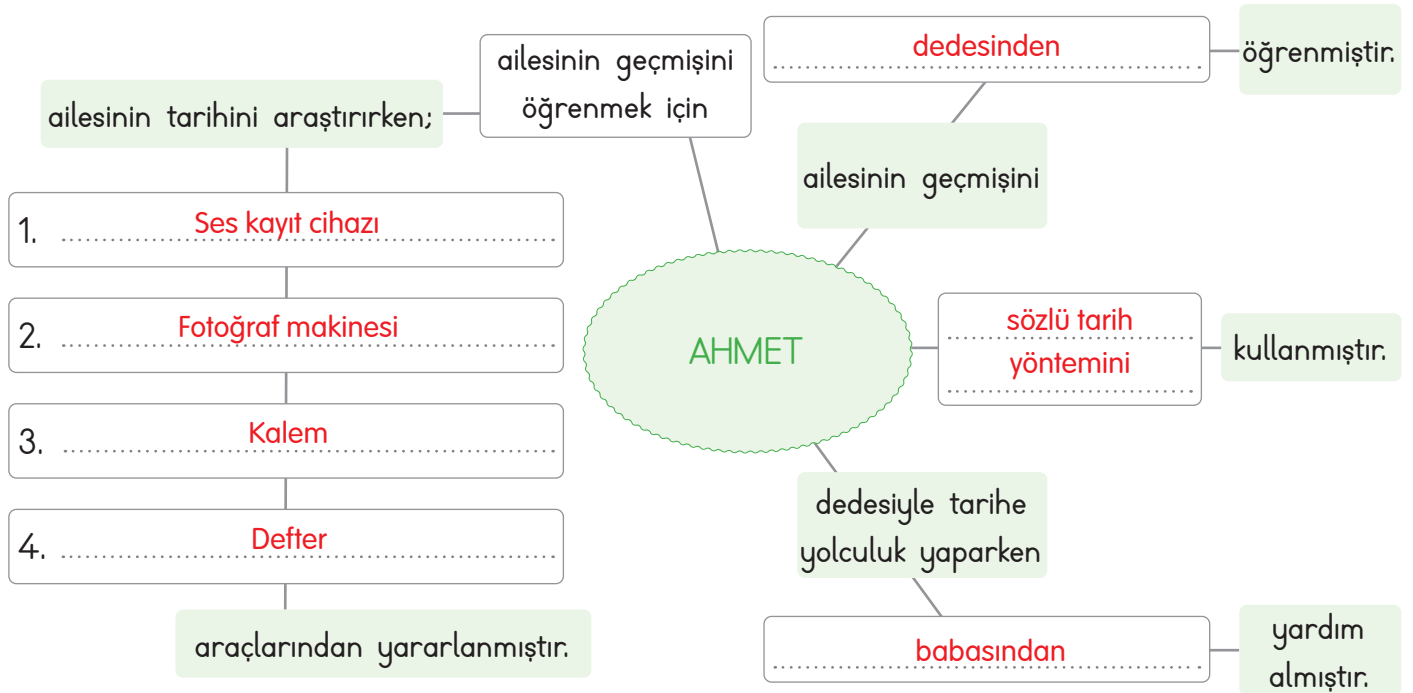 ailesinin geçmişini
öğrenmek için
ailesinin tarihini araştırırken;
1. Ses kayıt cihazı
2. Fotoğraf makinesi
3. Kalem
4. Defter
araçlarından yararlanmıştır.
AHMET
ailesinin geçmişini
dedesinden
öğrenmiştir.
sözlü tarih
yöntemini
kullanmıştır.
dedesiyle tarihe
yolculuk yaparken
babasından
yardım
almıştır.